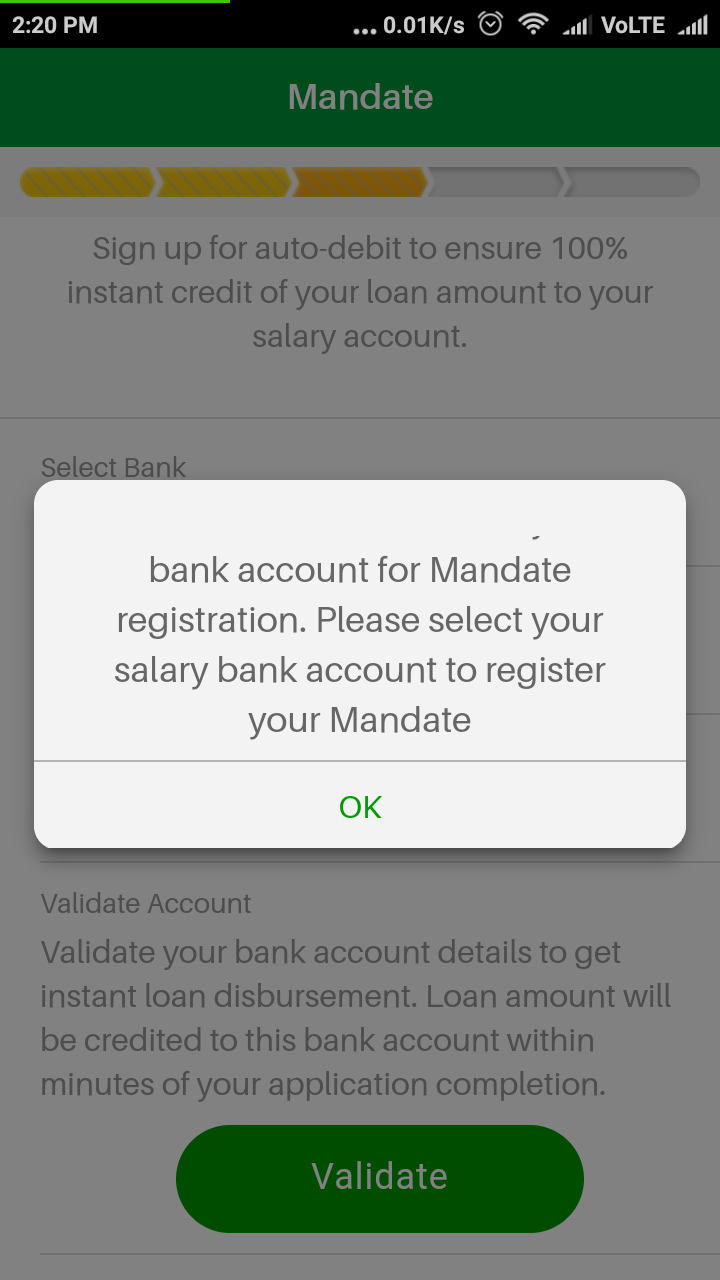 2:20 PM ... 0.01K/s VoLTE
Mandate
Sign up for auto-debit to ensure 100%
instant credit of your loan amount to your
salary account.
Select Bank
bank account for Mandate
registration. Please select your
salary bank account to register
your Mandate
OK
Validate Account
Validate your bank account details to get
instant loan disbursement. Loan amount will
be credited to this bank account within
minutes of your application completion.
Validate